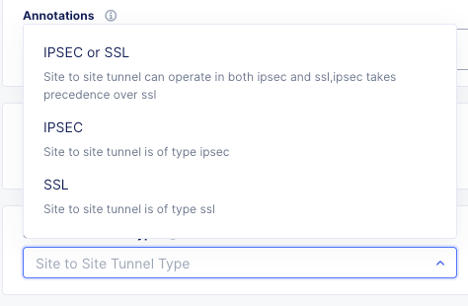 Annotations
IPSEC or SSL
Site to site tunnel can operate in both ipsec and ssl,ipsec takes
precedence over ssl
IPSEC
Site to site tunnel is of type ipsec
SSL
Site to site tunnel is of type ssl
Site to Site Tunnel Type